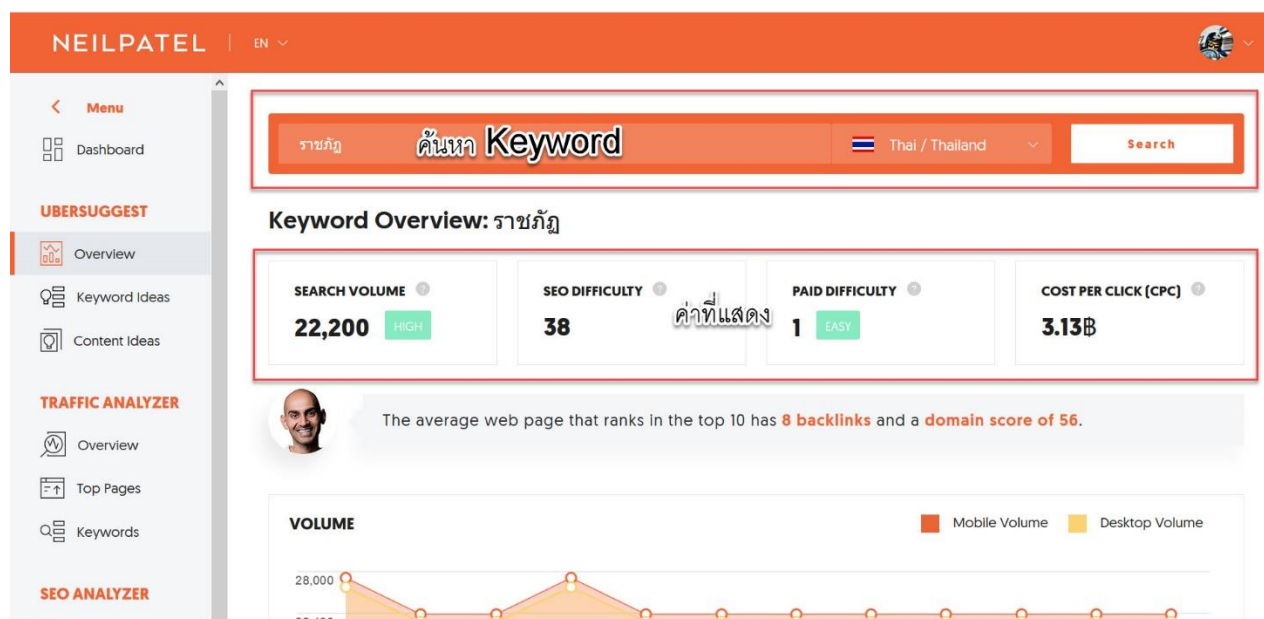 NEILPATEL EN
Menu
Dashboard
UBERSUGGEST
Overview
Keyword Ideas
Content Ideas
TRAFFIC ANALYZER
Overview
Top Pages
Keywords
SEO ANALYZER
ราชภัฏ ค้นหา Keyword Thai / Thailand Search
Keyword Overview: ราชภัฏ
SEARCH VOLUME ?
22,200 HIGH
SEO DIFFICULTY ?
38
ค่าที่แสดง
PAID DIFFICULTY ?
1 EASY
COST PER CLICK (CPC) ?
3.13฿
The average web page that ranks in the top 10 has 8 backlinks and a domain score of 56.
VOLUME
Mobile Volume Desktop Volume
28,000